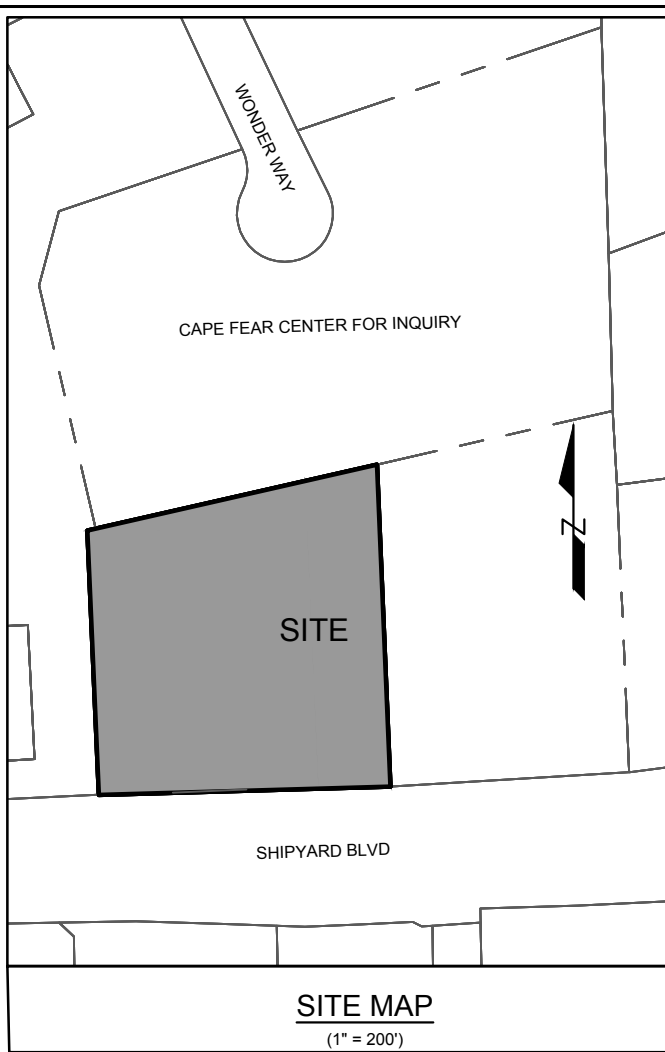 WONDER WAY
CAPE FEAR CENTER FOR INQUIRY
N
SITE
SHIPYARD BLVD
SITE MAP
(1" = 200')